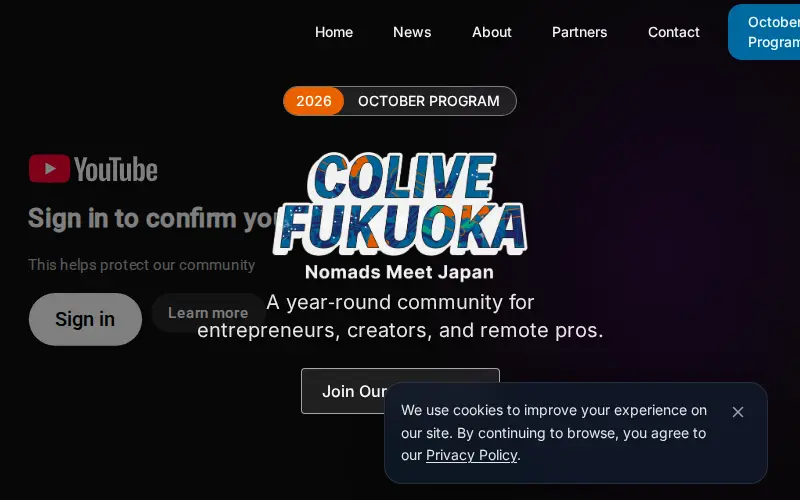 Home News About Partners Contact
October
Program
2026 OCTOBER PROGRAM
YouTube
COLIVE
FUKUOKA
Sign in to confirm you
This helps protect our community
Nomads Meet Japan
Sign in
Learn more
A year-round community for
entrepreneurs, creators, and remote pros.
Join Our
We use cookies to improve your experience on
our site. By continuing to browse, you agree to
our Privacy Policy.